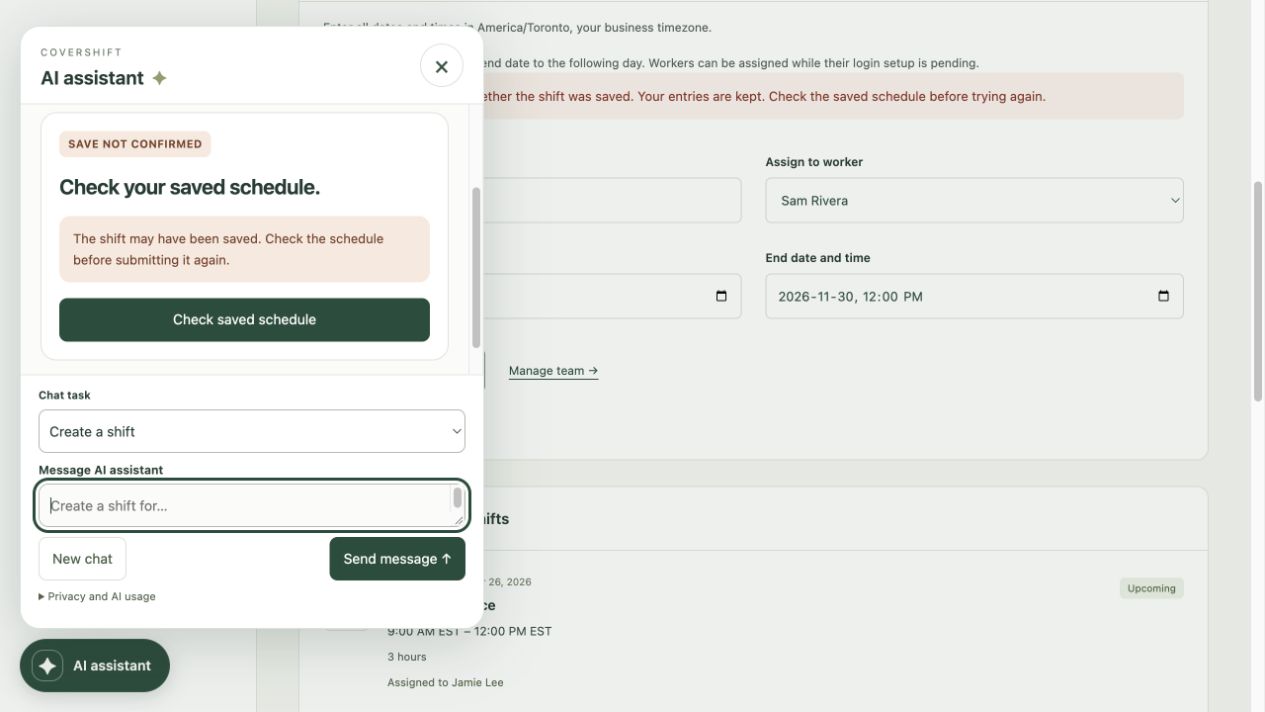 COVERSHIFT
AI assistant
SAVE NOT CONFIRMED
Check your saved schedule.
The shift may have been saved. Check the schedule
before submitting it again.
Check saved schedule
Chat task
Create a shift
Message AI assistant
Create a shift for...
New chat
Send message ↑
Privacy and AI usage
AI assistant
America/Toronto, your business timezone.
end date to the following day. Workers can be assigned while their login setup is pending.
the shift was saved. Your entries are kept. Check the saved schedule before trying again.
Assign to worker
Sam Rivera
End date and time
2026-11-30, 12:00 PM
Manage team →
26, 2026
Upcoming
9:00 AM EST – 12:00 PM EST
3 hours
Assigned to Jamie Lee